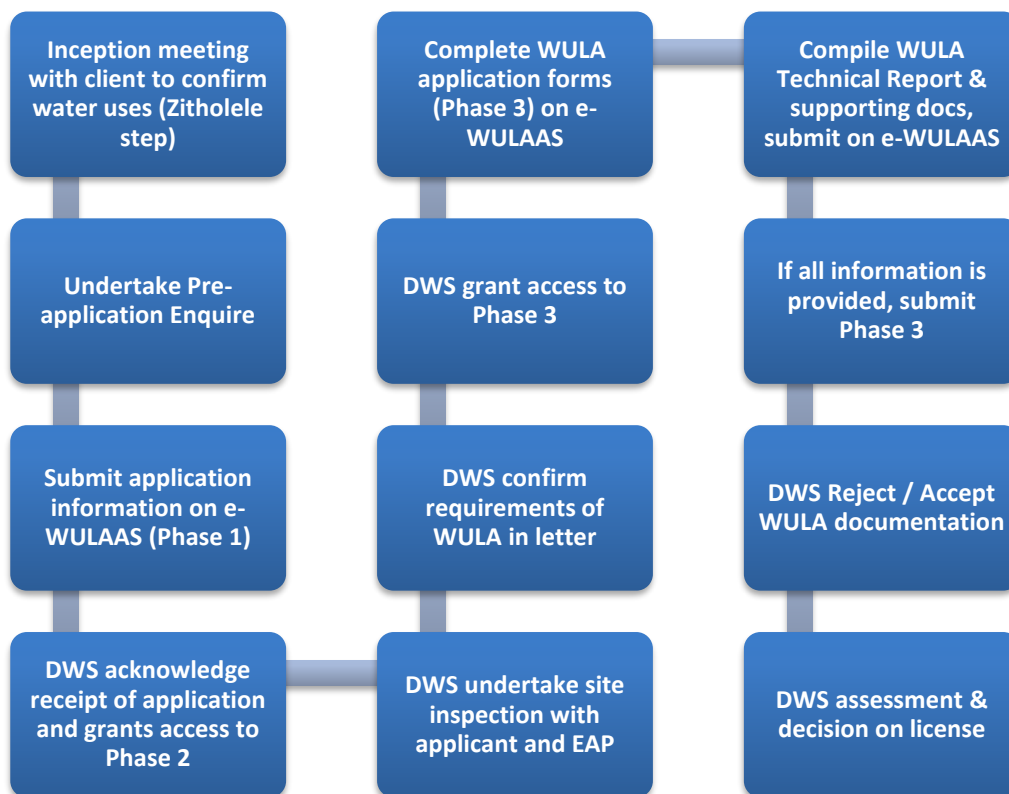 Inception meeting
with client to confirm
water uses (Zitholele
step)
Undertake Pre-
application Enquire
Submit application
information on e-
WULAAS (Phase 1)
DWS acknowledge
receipt of application
and grants access to
Phase 2
DWS undertake site
inspection with
applicant and EAP
DWS confirm
requirements of
WULA in letter
DWS grant access to
Phase 3
Complete WULA
application forms
(Phase 3) on e-
WULAAS
Compile WULA
Technical Report &
supporting docs,
submit on e-WULAAS
If all information is
provided, submit
Phase 3
DWS Reject / Accept
WULA documentation
DWS assessment &
decision on license